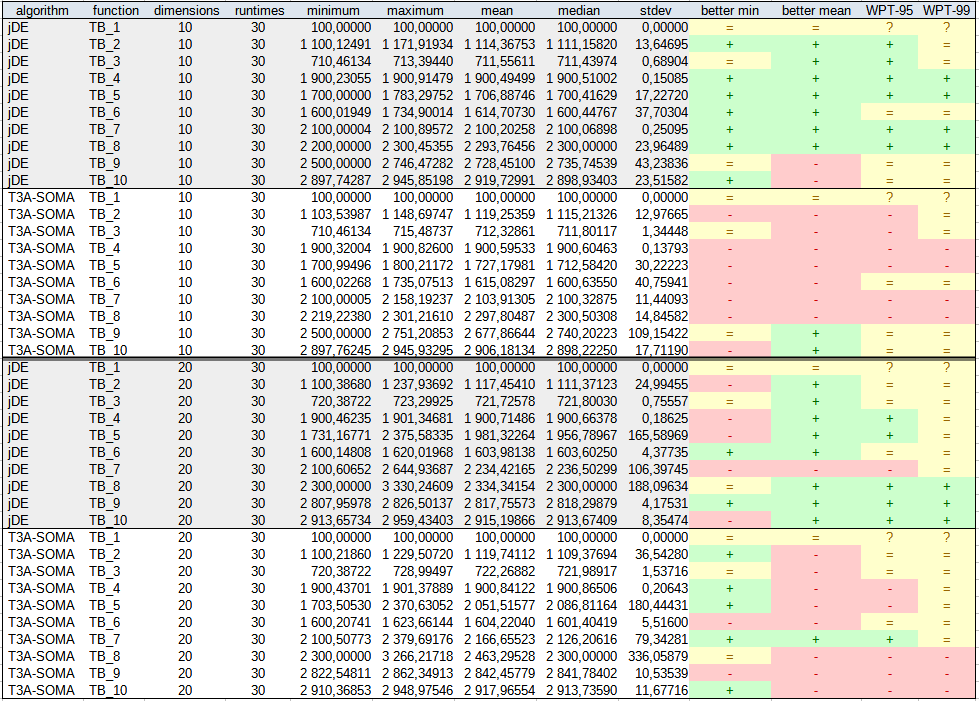 algorithm function dimensions runtimes minimum maximum mean median stdev better min better mean WPT-95 WPT-99
jDE TB_1 10 30 100,00000 100,00000 100,00000 100,00000 0,00000 = = ? ?
jDE TB_2 10 30 1 100,12491 1 171,91934 1 114,36753 1 111,15820 13,64695 + + + =
jDE TB_3 10 30 710,46134 713,39440 711,55611 711,43974 0,68904 = + + =
jDE TB_4 10 30 1 900,23055 1 900,91479 1 900,49499 1 900,51002 0,15085 + + + +
jDE TB_5 10 30 1 700,00000 1 783,29752 1 706,88746 1 700,41629 17,22720 + + + +
jDE TB_6 10 30 1 600,01949 1 734,90014 1 614,70730 1 600,44767 37,70304 + + = =
jDE TB_7 10 30 2 100,00004 2 100,89572 2 100,20258 2 100,06898 0,25095 + + + +
jDE TB_8 10 30 2 200,00000 2 300,45355 2 293,76456 2 300,00000 23,96489 + + + +
jDE TB_9 10 30 2 500,00000 2 746,47282 2 728,45100 2 735,74539 43,23836 = - = =
jDE TB_10 10 30 2 897,74287 2 945,85198 2 919,72991 2 898,93403 23,51582 + - = =
T3A-SOMA TB_1 10 30 100,00000 100,00000 100,00000 100,00000 0,00000 = = ? ?
T3A-SOMA TB_2 10 30 1 103,53987 1 148,69747 1 119,25359 1 115,21326 12,97665 - - - =
T3A-SOMA TB_3 10 30 710,46134 715,48737 712,32861 711,80117 1,34448 = - - =
T3A-SOMA TB_4 10 30 1 900,32004 1 900,82600 1 900,59533 1 900,60463 0,13793 - - - -
T3A-SOMA TB_5 10 30 1 700,99496 1 800,21172 1 727,17981 1 712,58420 30,22223 - - - -
T3A-SOMA TB_6 10 30 1 600,02268 1 735,07513 1 615,08297 1 600,63550 40,75941 - - = =
T3A-SOMA TB_7 10 30 2 100,00005 2 158,19237 2 103,91305 2 100,32875 11,44093 - - - -
T3A-SOMA TB_8 10 30 2 219,22380 2 301,21610 2 297,80487 2 300,50308 14,84582 - - - -
T3A-SOMA TB_9 10 30 2 500,00000 2 751,20853 2 677,86644 2 740,20223 109,15422 = + = =
T3A-SOMA TB_10 10 30 2 897,76245 2 945,93295 2 906,18134 2 898,22250 17,71190 - + = =
jDE TB_1 20 30 100,00000 100,00000 100,00000 100,00000 0,00000 = = ? ?
jDE TB_2 20 30 1 100,38680 1 237,93692 1 117,45410 1 111,37123 24,99455 - + = =
jDE TB_3 20 30 720,38722 723,29925 721,72578 721,80030 0,75557 = + = =
jDE TB_4 20 30 1 900,46235 1 901,34681 1 900,71486 1 900,66378 0,18625 - + + =
jDE TB_5 20 30 1 731,16771 2 375,58335 1 981,32264 1 956,78967 165,58969 - + + =
jDE TB_6 20 30 1 600,14808 1 620,01968 1 603,98138 1 603,60250 4,37735 + + = =
jDE TB_7 20 30 2 100,60652 2 644,93687 2 234,42165 2 236,50299 106,39745 - - - =
jDE TB_8 20 30 2 300,00000 3 330,24609 2 334,34154 2 300,00000 188,09634 = + + +
jDE TB_9 20 30 2 807,95978 2 826,50137 2 817,75573 2 818,29879 4,17531 + + + +
jDE TB_10 20 30 2 913,65734 2 959,43403 2 915,19866 2 913,67409 8,35474 - + + +
T3A-SOMA TB_1 20 30 100,00000 100,00000 100,00000 100,00000 0,00000 = = ? ?
T3A-SOMA TB_2 20 30 1 100,21860 1 229,50720 1 119,74112 1 109,37694 36,54280 + - = =
T3A-SOMA TB_3 20 30 720,38722 728,99497 722,26882 721,98917 1,53716 = - = =
T3A-SOMA TB_4 20 30 1 900,43701 1 901,37889 1 900,84122 1 900,86506 0,20643 + - - =
T3A-SOMA TB_5 20 30 1 703,50530 2 370,63052 2 051,51577 2 086,81164 180,44431 + - - =
T3A-SOMA TB_6 20 30 1 600,20741 1 623,66144 1 604,22040 1 601,40419 5,51600 - - = =
T3A-SOMA TB_7 20 30 2 100,50773 2 379,69176 2 166,65523 2 126,20616 79,34281 + + + =
T3A-SOMA TB_8 20 30 2 300,00000 3 266,21718 2 463,29528 2 300,00000 336,05879 = - - -
T3A-SOMA TB_9 20 30 2 822,54811 2 862,34913 2 842,45779 2 841,78402 10,53539 - - - -
T3A-SOMA TB_10 20 30 2 910,36853 2 948,97546 2 917,96554 2 913,73590 11,67716 + - - -